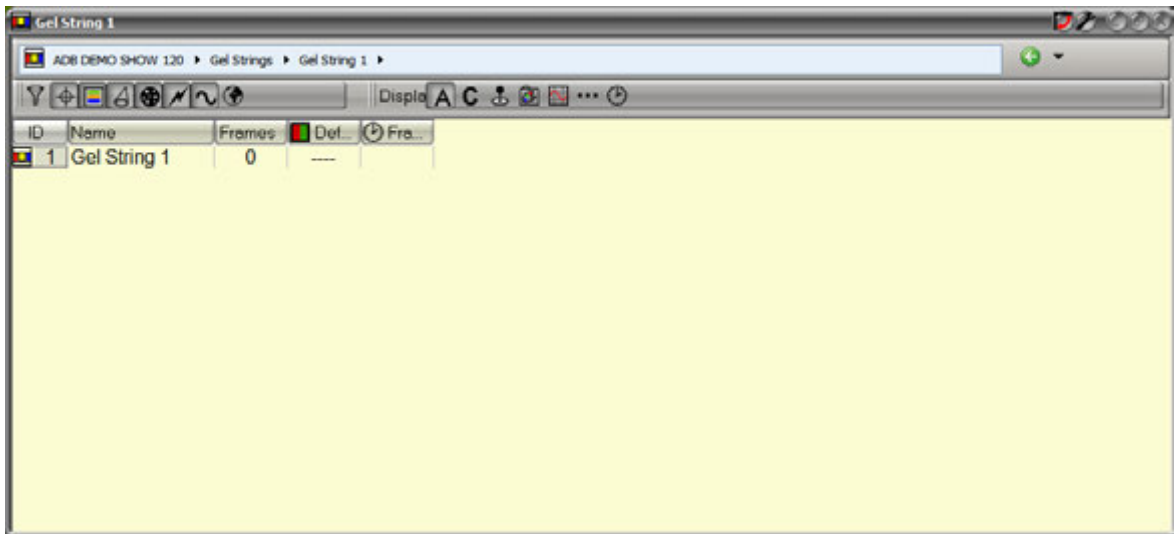 Gel String 1
ADB DEMO SHOW 120 Gel Strings Gel String 1
Displa A C
ID Name Frames Def... Fra...
1 Gel String 1 0 ----